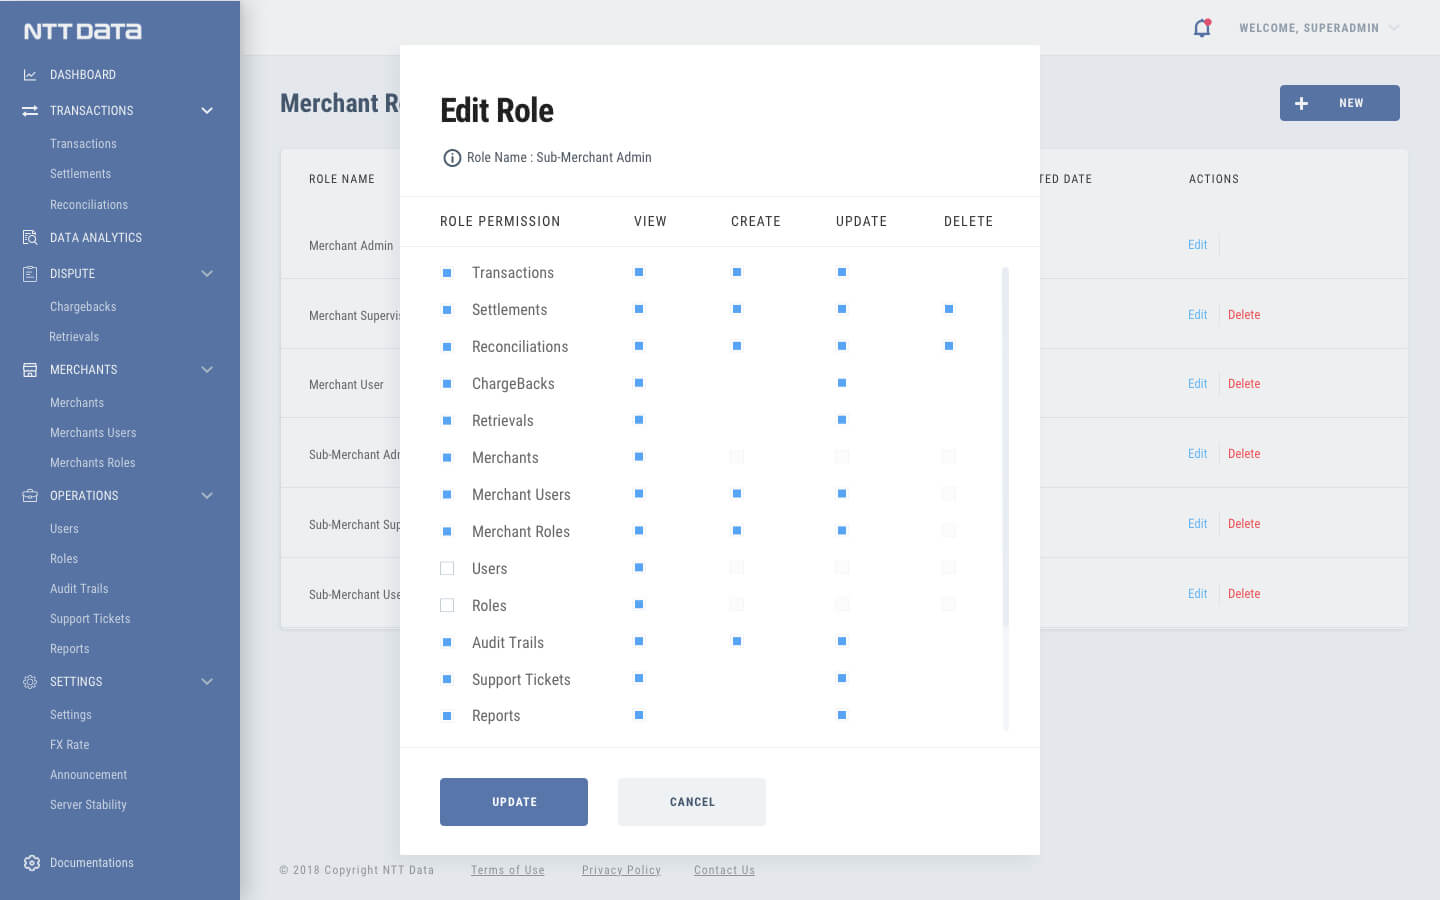 NTT DATA
DASHBOARD
TRANSACTIONS
Transactions
Settlements
Reconciliations
DATA ANALYTICS
DISPUTE
Chargebacks
Retrievals
MERCHANTS
Merchants
Merchants Users
Merchants Roles
OPERATIONS
Users
Roles
Audit Trails
Support Tickets
Reports
SETTINGS
Settings
FX Rate
Announcement
Server Stability
Documentations
WELCOME, SUPERADMIN
Merchant R
NEW
ROLE NAME
TED DATE
ACTIONS
Merchant Admin
Edit
Merchant Supervis
Edit Delete
Merchant User
Edit Delete
Sub-Merchant Adm
Edit Delete
Sub-Merchant Sup
Edit Delete
Sub-Merchant Use
Edit Delete
Edit Role
Role Name : Sub-Merchant Admin
ROLE PERMISSION VIEW CREATE UPDATE DELETE
Transactions
Settlements
Reconciliations
ChargeBacks
Retrievals
Merchants
Merchant Users
Merchant Roles
Users
Roles
Audit Trails
Support Tickets
Reports
UPDATE CANCEL
© 2018 Copyright NTT Data Terms of Use Privacy Policy Contact Us